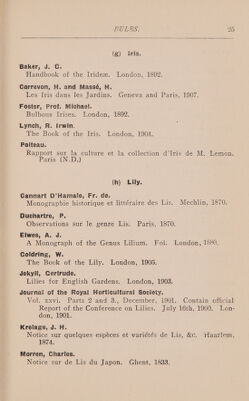 BULBS. 25
(g) Iris.
Baker, J. G.
Handbook of the Irideæ. London, 1892.
Correvon, H. and Massé, H.
Les Iris dans les Jardins. Geneva and Paris, 1907.
Foster, Prof. Michael.
Bulbous Irises. London, 1892.
Lynch, R. Irwin.
The Book of the Iris. London, 1904.
Poiteau.
Rapport sur la culture et la collection d'Iris de M. Lemon.
Paris (N.D.)
(h) Lily.
Cannart D'Hamale, Fr. de.
Monographie historique et littéraire des Lis. Mechlin, 1870.
Duchartre, P.
Observations sur le genre Lis. Paris, 1870.
Elwes, A. J.
A Monograph of the Genus Lilium. Fol. London, 1880.
Goldring, W.
The Book of the Lily. London, 1905.
Jekyll, Gertrude.
Lilies for English Gardens. London, 1903.
Journal of the Royal Horticultural Society.
Vol. xxvi. Parts 2 and 3., December, 1901. Contain official
Report of the Conference on Lilies. July 16th, 1900. Lon-
don, 1901.
Krelage, J. H.
Notice sur quelques espèces et variétés de Lis, &c. Haarlem,
1874.
Morren, Charles.
Notice sur de Lis du Japon. Ghent, 1833.